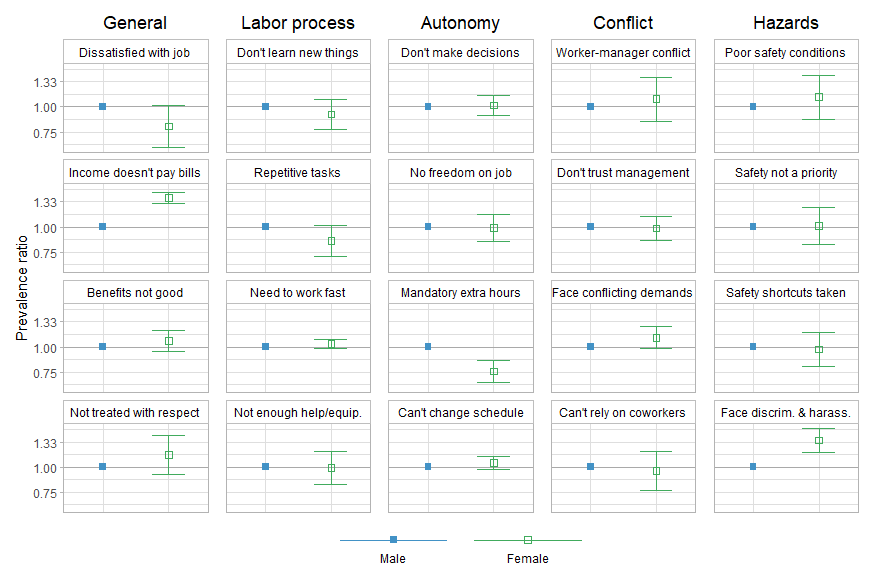 General Labor process Autonomy Conflict Hazards
Dissatisfied with job Don't learn new things Don't make decisions Worker-manager conflict Poor safety conditions
1.33
1.00
0.75
Income doesn't pay bills Repetitive tasks No freedom on job Don't trust management Safety not a priority
1.33
1.00
0.75
Prevalence ratio
Benefits not good Need to work fast Mandatory extra hours Face conflicting demands Safety shortcuts taken
1.33
1.00
0.75
Not treated with respect Not enough help/equip. Can't change schedule Can't rely on coworkers Face discrim. & harass.
1.33
1.00
0.75
Male Female